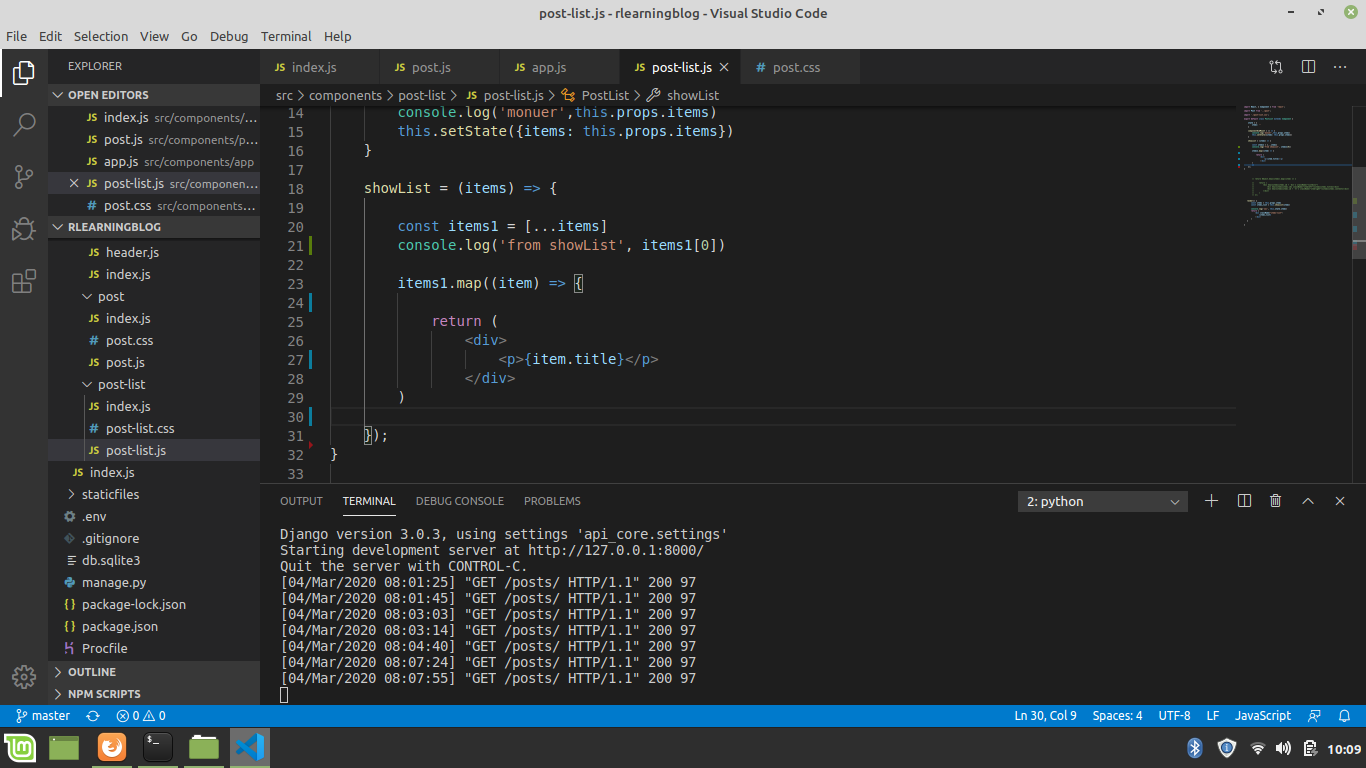 post-list.js - rlearningblog - Visual Studio Code
File Edit Selection View Go Debug Terminal Help
EXPLORER
OPEN EDITORS
JS index.js src/components/...
JS post.js src/components/p...
JS app.js src/components/app
JS post-list.js src/componen...
# post.css src/components...
RLEARNINGBLOG
JS header.js
JS index.js
post
JS index.js
# post.css
JS post.js
post-list
JS index.js
# post-list.css
JS post-list.js
JS index.js
staticfiles
.env
.gitignore
db.sqlite3
manage.py
{} package-lock.json
{} package.json
Procfile
OUTLINE
NPM SCRIPTS
JS index.js JS post.js JS app.js JS post-list.js # post.css
src > components > post-list > JS post-list.js > PostList > showList
14 console.log('monuer',this.props.items)
15 this.setState({items: this.props.items})
16 }
17
18 showList = (items) => {
19
20 const items1 = [...items]
21 console.log('from showList', items1[0])
22
23 items1.map((item) => {
24
25 return (
26 <div>
27 <p>{item.title}</p>
28 </div>
29 )
30
31 });
32 }
33
OUTPUT TERMINAL DEBUG CONSOLE PROBLEMS 2: python
Django version 3.0.3, using settings 'api_core.settings'
Starting development server at http://127.0.0.1:8000/
Quit the server with CONTROL-C.
[04/Mar/2020 08:01:25] "GET /posts/ HTTP/1.1" 200 97
[04/Mar/2020 08:01:45] "GET /posts/ HTTP/1.1" 200 97
[04/Mar/2020 08:03:03] "GET /posts/ HTTP/1.1" 200 97
[04/Mar/2020 08:03:14] "GET /posts/ HTTP/1.1" 200 97
[04/Mar/2020 08:04:40] "GET /posts/ HTTP/1.1" 200 97
[04/Mar/2020 08:07:24] "GET /posts/ HTTP/1.1" 200 97
[04/Mar/2020 08:07:55] "GET /posts/ HTTP/1.1" 200 97
master 0 0 Ln 30, Col 9 Spaces: 4 UTF-8 LF JavaScript
10:09